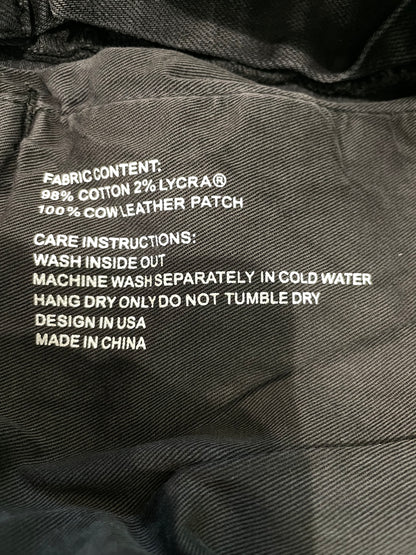 FABRIC CONTENT:
98% COTTON 2% LYCRA®
100% COW LEATHER PATCH
CARE INSTRUCTIONS:
WASH INSIDE OUT
MACHINE WASH SEPARATELY IN COLD WATER
HANG DRY ONLY DO NOT TUMBLE DRY
DESIGN IN USA
MADE IN CHINA